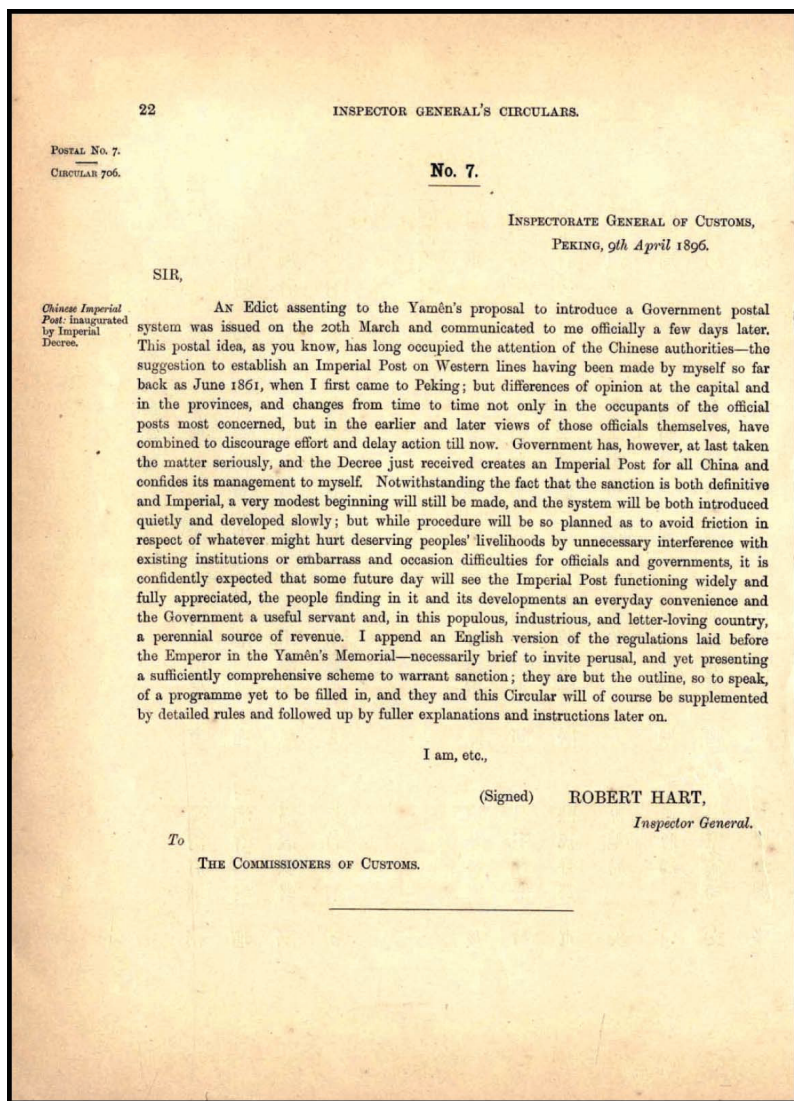 22
INSPECTOR GENERAL'S CIRCULARS.
POSTAL No. 7.
CIRCULAR 706.
No. 7.
INSPECTORATE GENERAL OF CUSTOMS,
PEKING, 9th April 1896.
SIR,
Chinese Imperial
Post: inaugurated
by Imperial
Decree.
AN Edict assenting to the Yamên's proposal to introduce a Government postal
system was issued on the 20th March and communicated to me officially a few days later.
This postal idea, as you know, has long occupied the attention of the Chinese authorities—the
suggestion to establish an Imperial Post on Western lines having been made by myself so far
back as June 1861, when I first came to Peking; but differences of opinion at the capital and
in the provinces, and changes from time to time not only in the occupants of the official
posts most concerned, but in the earlier and later views of those officials themselves, have
combined to discourage effort and delay action till now. Government has, however, at last taken
the matter seriously, and the Decree just received creates an Imperial Post for all China and
confides its management to myself. Notwithstanding the fact that the sanction is both definitive
and Imperial, a very modest beginning will still be made, and the system will be both introduced
quietly and developed slowly; but while procedure will be so planned as to avoid friction in
respect of whatever might hurt deserving peoples' livelihoods by unnecessary interference with
existing institutions or embarrass and occasion difficulties for officials and governments, it is
confidently expected that some future day will see the Imperial Post functioning widely and
fully appreciated, the people finding in it and its developments an everyday convenience and
the Government a useful servant and, in this populous, industrious, and letter-loving country,
a perennial source of revenue. I append an English version of the regulations laid before
the Emperor in the Yamên's Memorial—necessarily brief to invite perusal, and yet presenting
a sufficiently comprehensive scheme to warrant sanction; they are but the outline, so to speak,
of a programme yet to be filled in, and they and this Circular will of course be supplemented
by detailed rules and followed up by fuller explanations and instructions later on.
I am, etc.,
(Signed) ROBERT HART,
Inspector General.
To
THE COMMISSIONERS OF CUSTOMS.